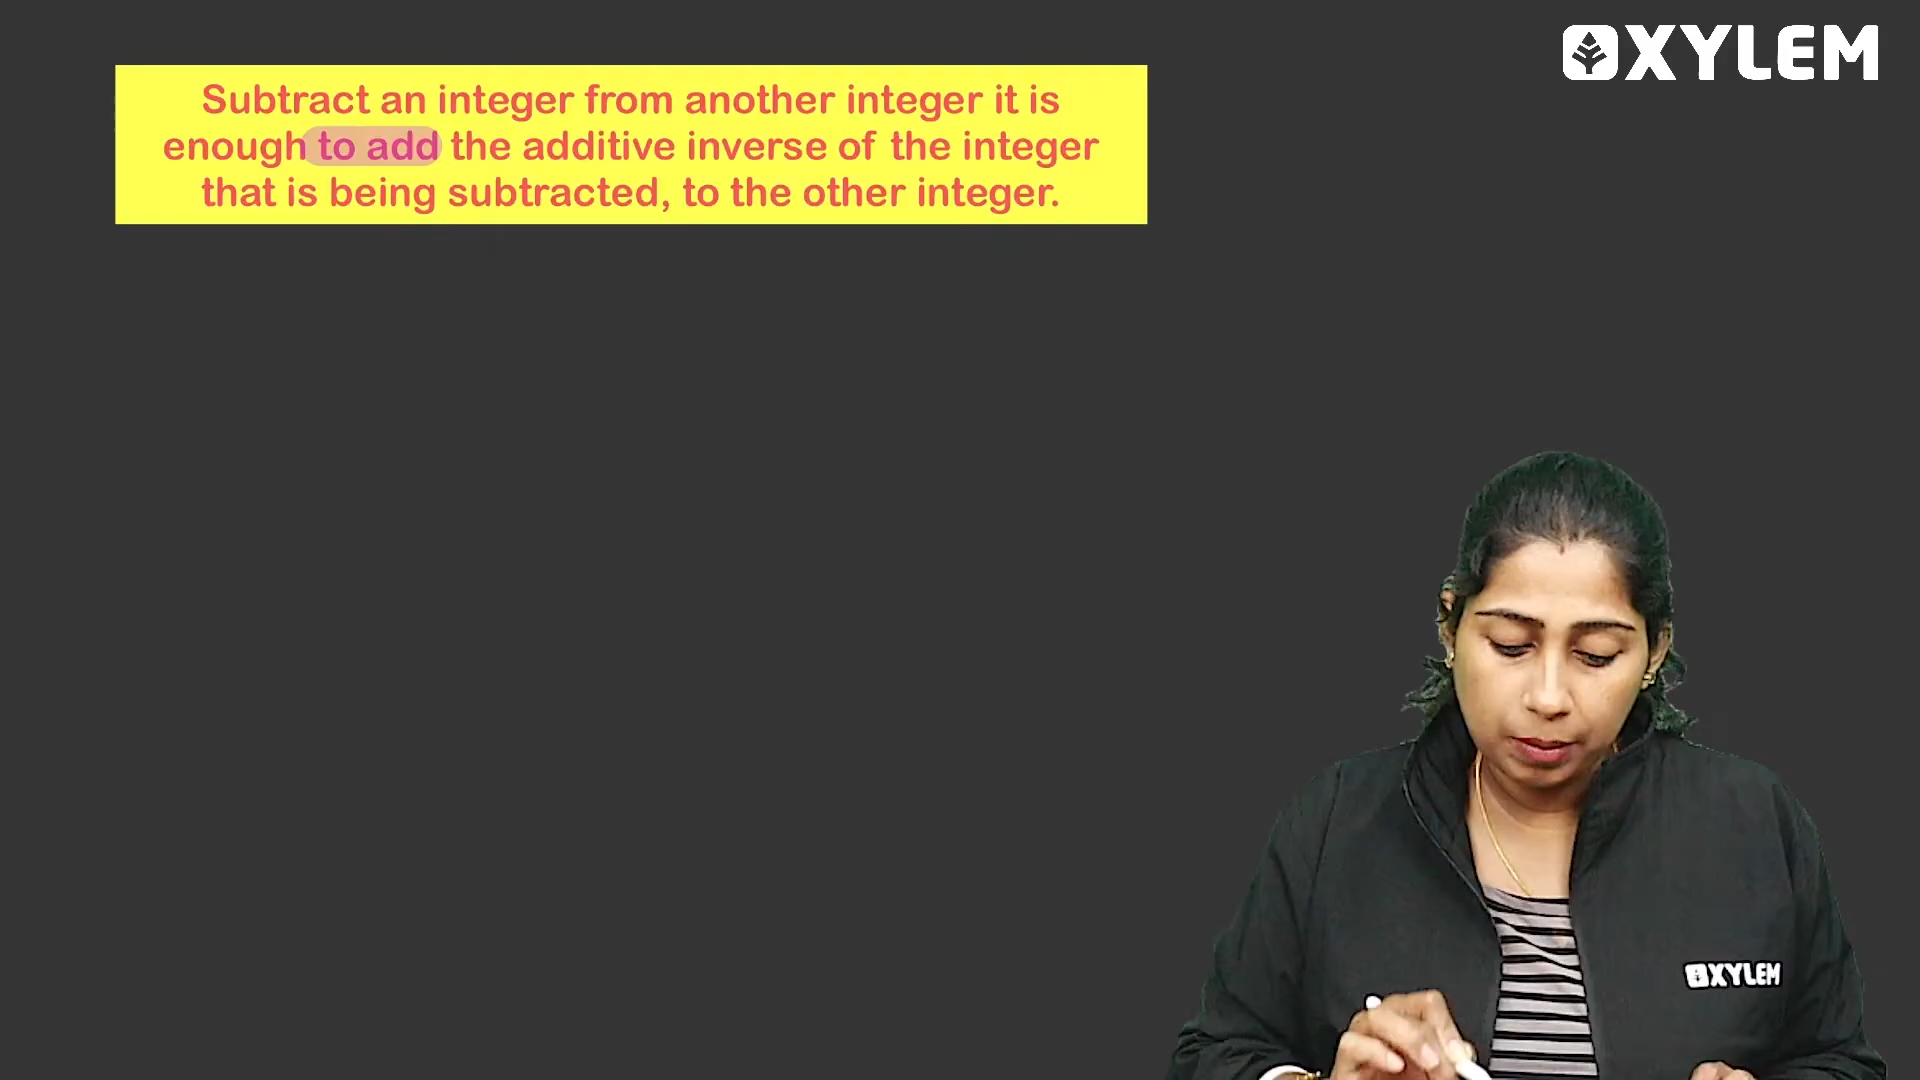 XYLEM
Subtract an integer from another integer it is
enough to add the additive inverse of the integer
that is being subtracted, to the other integer.
XYLEM